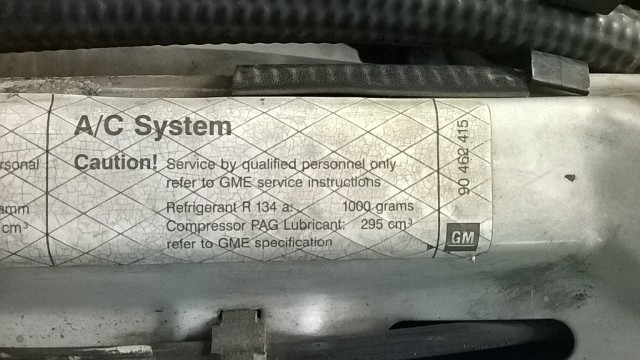 A/C System
Caution! Service by qualified personnel only
refer to GME service instructions
Refrigerant R 134 a: 1000 grams
Compressor PAG Lubricant: 295 cm³
refer to GME specification
90 462 415
GM
cm³